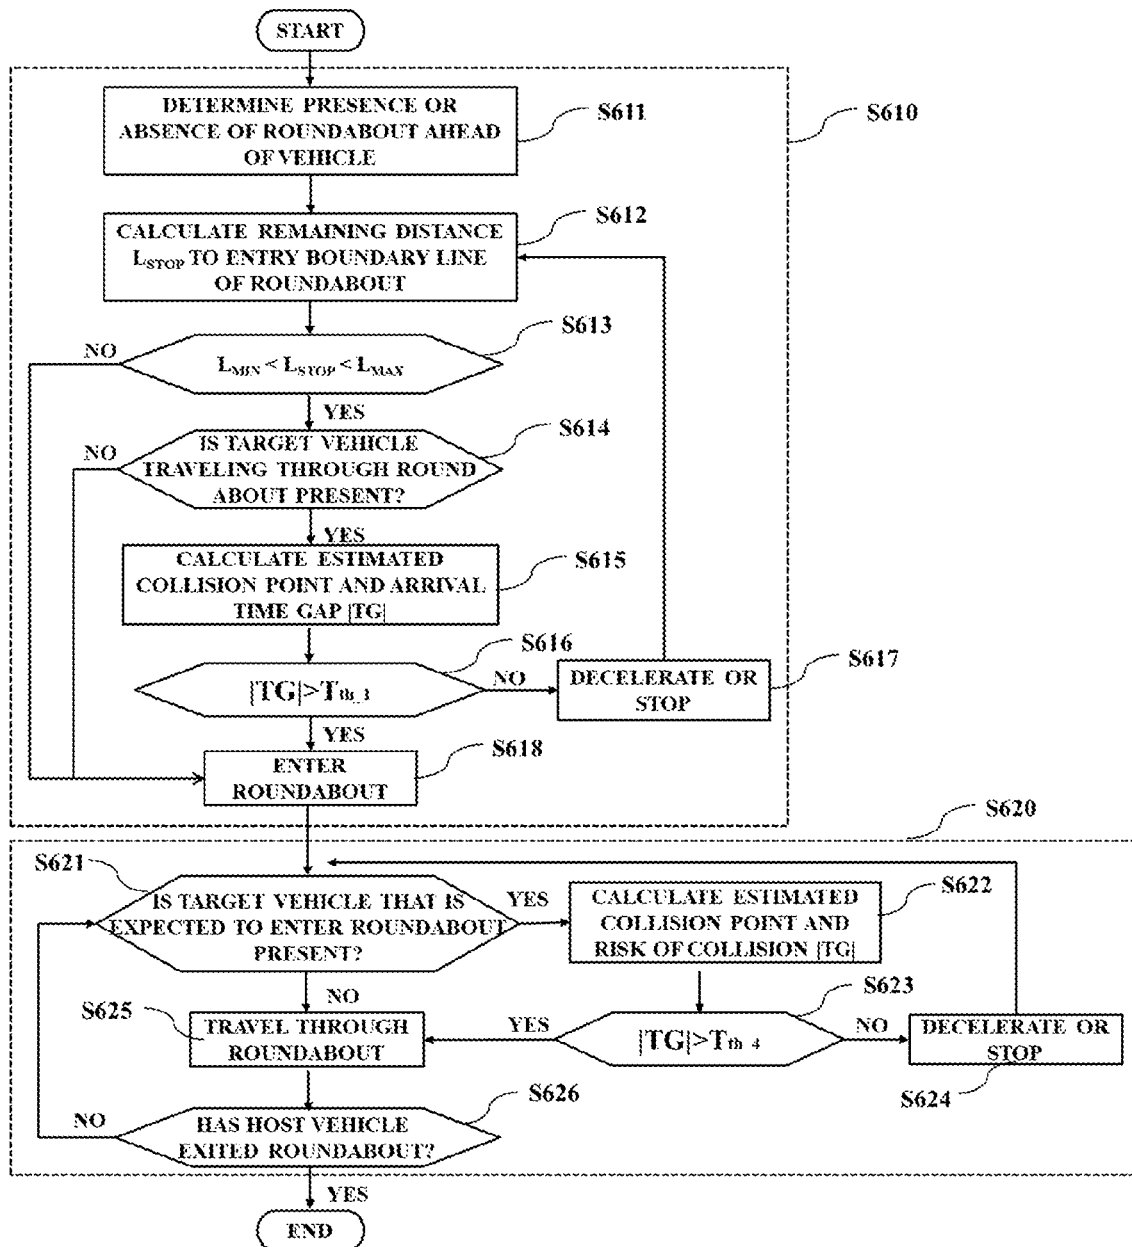 START
DETERMINE PRESENCE OR
ABSENCE OF ROUNDABOUT AHEAD
OF VEHICLE
S611
S610
CALCULATE REMAINING DISTANCE
LSTOP TO ENTRY BOUNDARY LINE
OF ROUNDABOUT
S612
S613
NO
LMIN < LSTOP < LMAX
YES
S614
NO
IS TARGET VEHICLE
TRAVELING THROUGH ROUND
ABOUT PRESENT?
YES
CALCULATE ESTIMATED
COLLISION POINT AND ARRIVAL
TIME GAP |TG|
S615
S616
|TG|>Tth_1
NO
DECELERATE OR
STOP
S617
YES
S618
ENTER
ROUNDABOUT
S620
S621
IS TARGET VEHICLE THAT IS
EXPECTED TO ENTER ROUNDABOUT
PRESENT?
YES
CALCULATE ESTIMATED
COLLISION POINT AND
RISK OF COLLISION |TG|
S622
NO
S623
S625
TRAVEL THROUGH
ROUNDABOUT
YES
|TG|>Tth_4
NO
DECELERATE OR
STOP
S624
S626
NO
HAS HOST VEHICLE
EXITED ROUNDABOUT?
YES
END